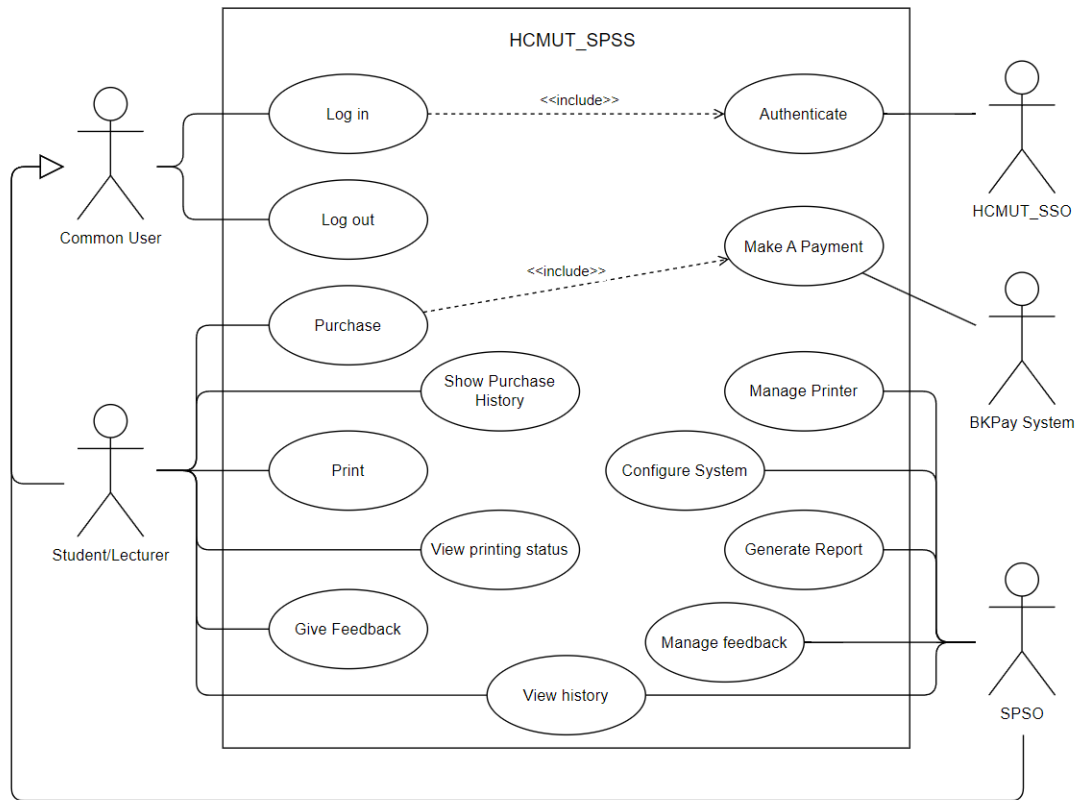 HCMUT_SPSS
Log in
<<include>>
Authenticate
HCMUT_SSO
Common User
Log out
Make A Payment
<<include>>
Purchase
Show Purchase
History
Manage Printer
BKPay System
Print
Configure System
Student/Lecturer
View printing status
Generate Report
Give Feedback
Manage feedback
View history
SPSO